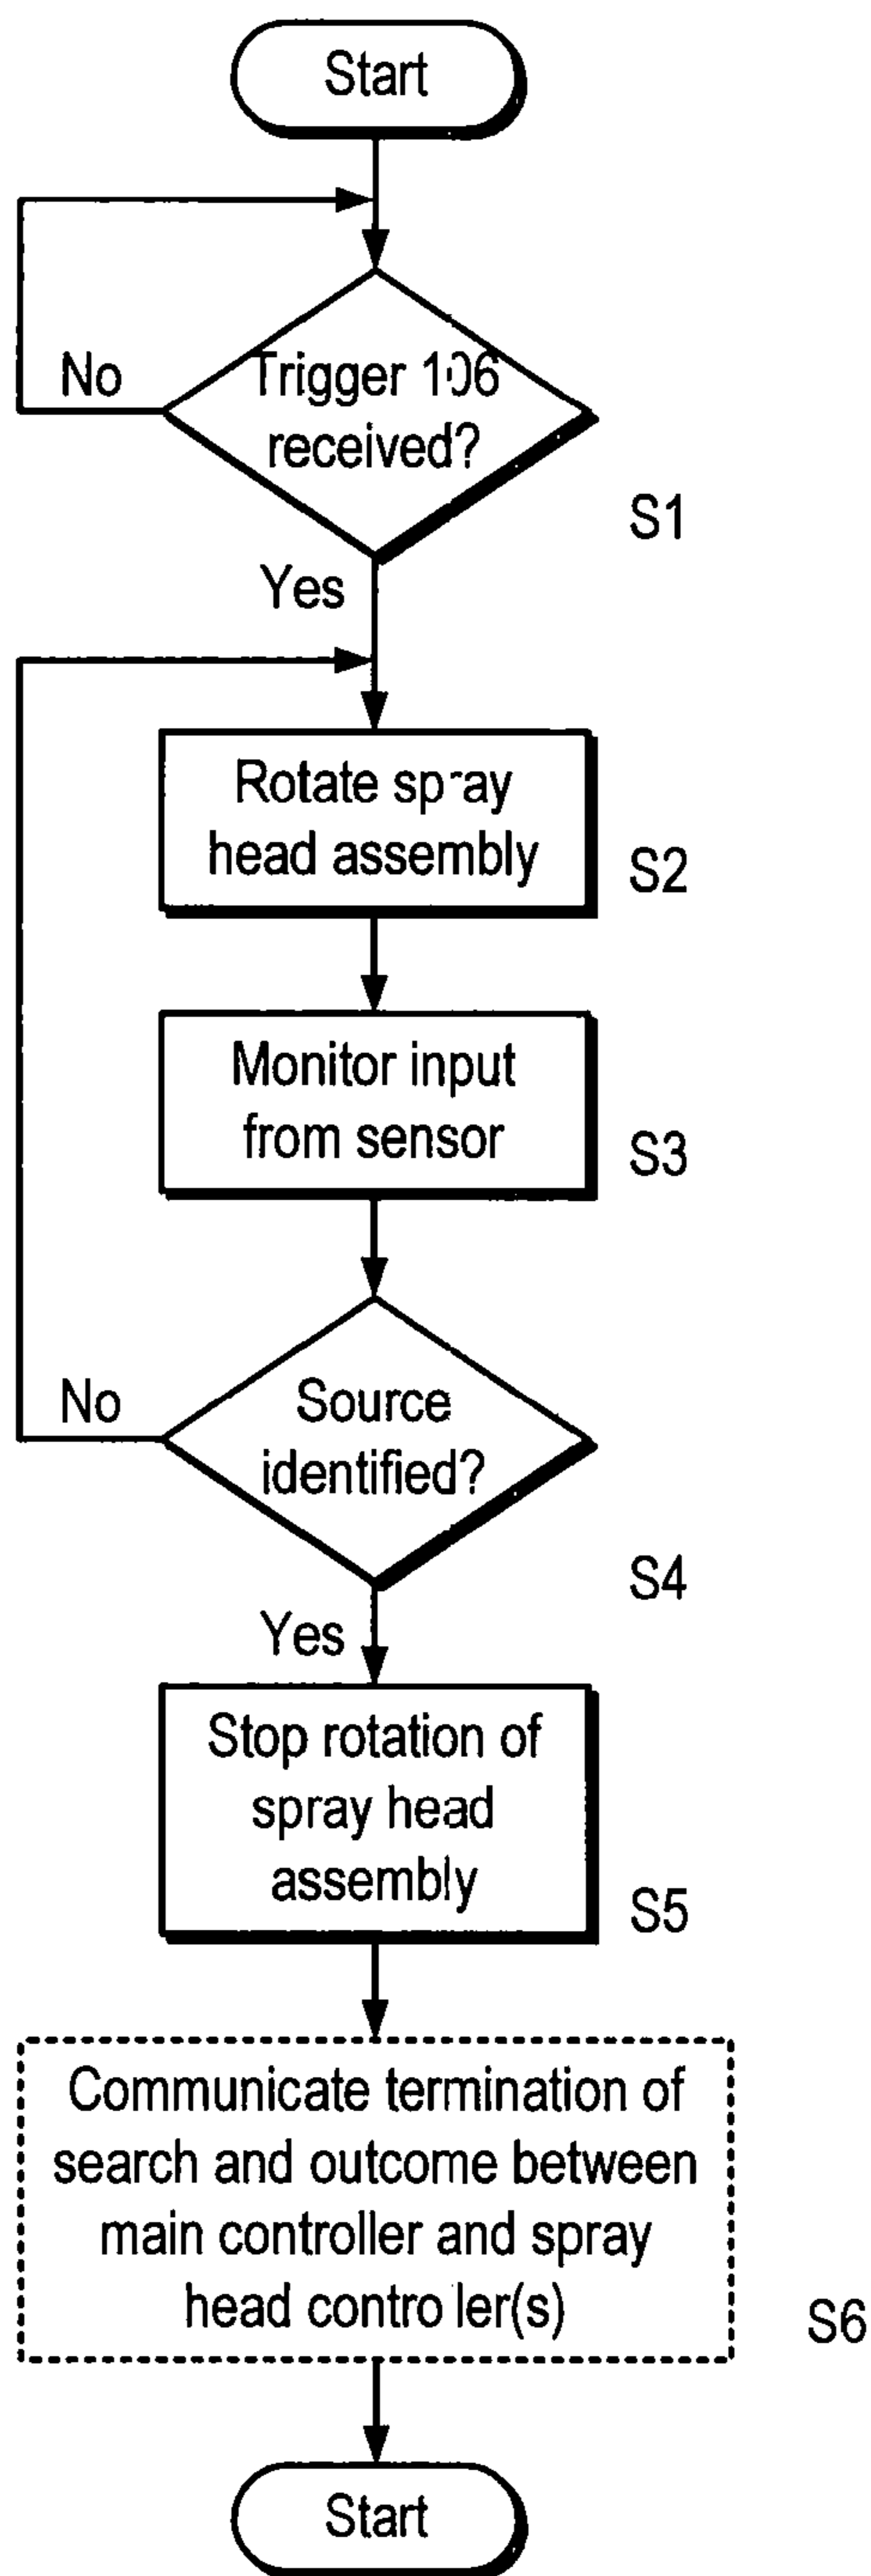 Start
No
Trigger 106
received?
S1
Yes
Rotate spray
head assembly
S2
Monitor input
from sensor
S3
No
Source
identified?
S4
Yes
Stop rotation of
spray head
assembly
S5
Communicate termination of
search and outcome between
main controller and spray
head controller(s)
S6
Start